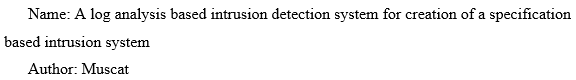 Name: A log analysis based intrusion detection system for creation of a specification
based intrusion system
Author: Muscat